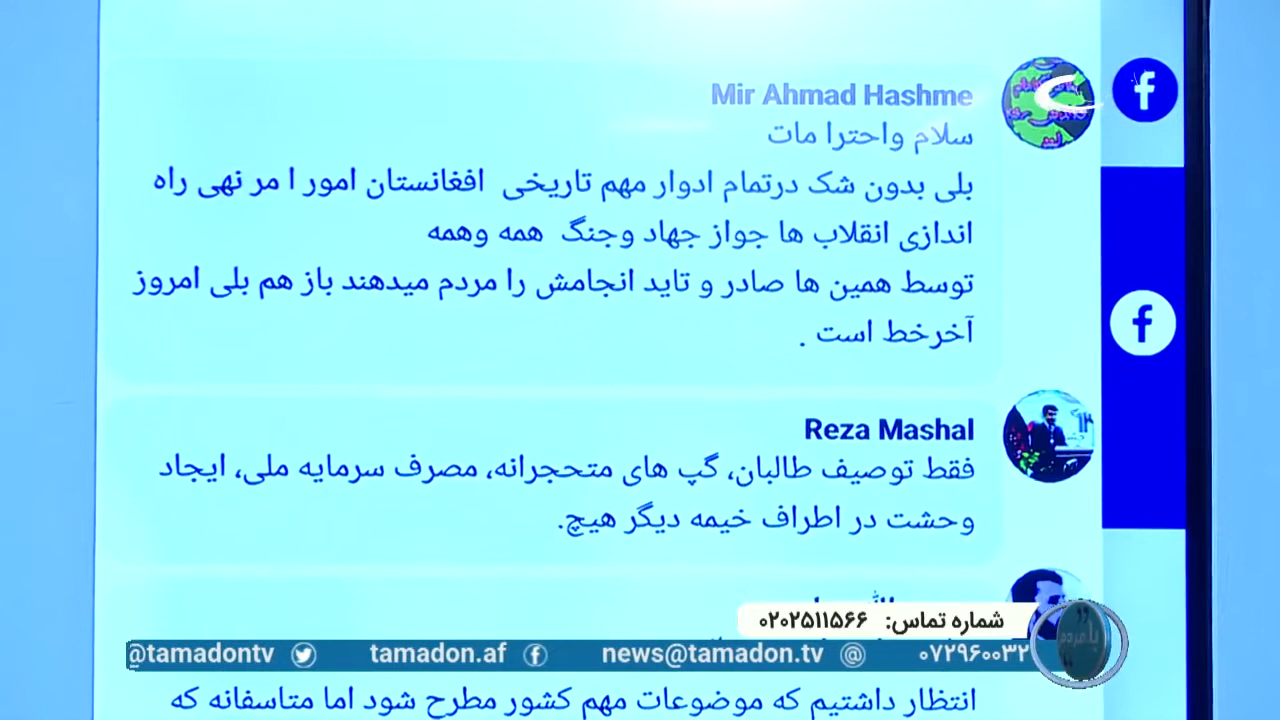 Mir Ahmad Hashme
سلام واحترا مات
بلی بدون شک درتمام ادوار مهم تاریخی افغانستان امور ا مر نهی راه
اندازی انقلاب ها جواز جهاد وجنگ همه وهمه
توسط همین ها صادر و تاید انجامش را مردم میدهند باز هم بلی امروز
آخرخط است .
Reza Mashal
فقط توصیف طالبان، گپ های متحجرانه، مصرف سرمایه ملی، ایجاد
وحشت در اطراف خیمه دیگر هیچ.
شماره تماس: ۰۲۰۲۵۱۱۵۶۶
@tamadontv tamadon.af news@tamadon.tv ۰۷۲۹۶۰۰۳۲
انتظار داشتیم که موضوعات مهم کشور مطرح شود اما متاسفانه که